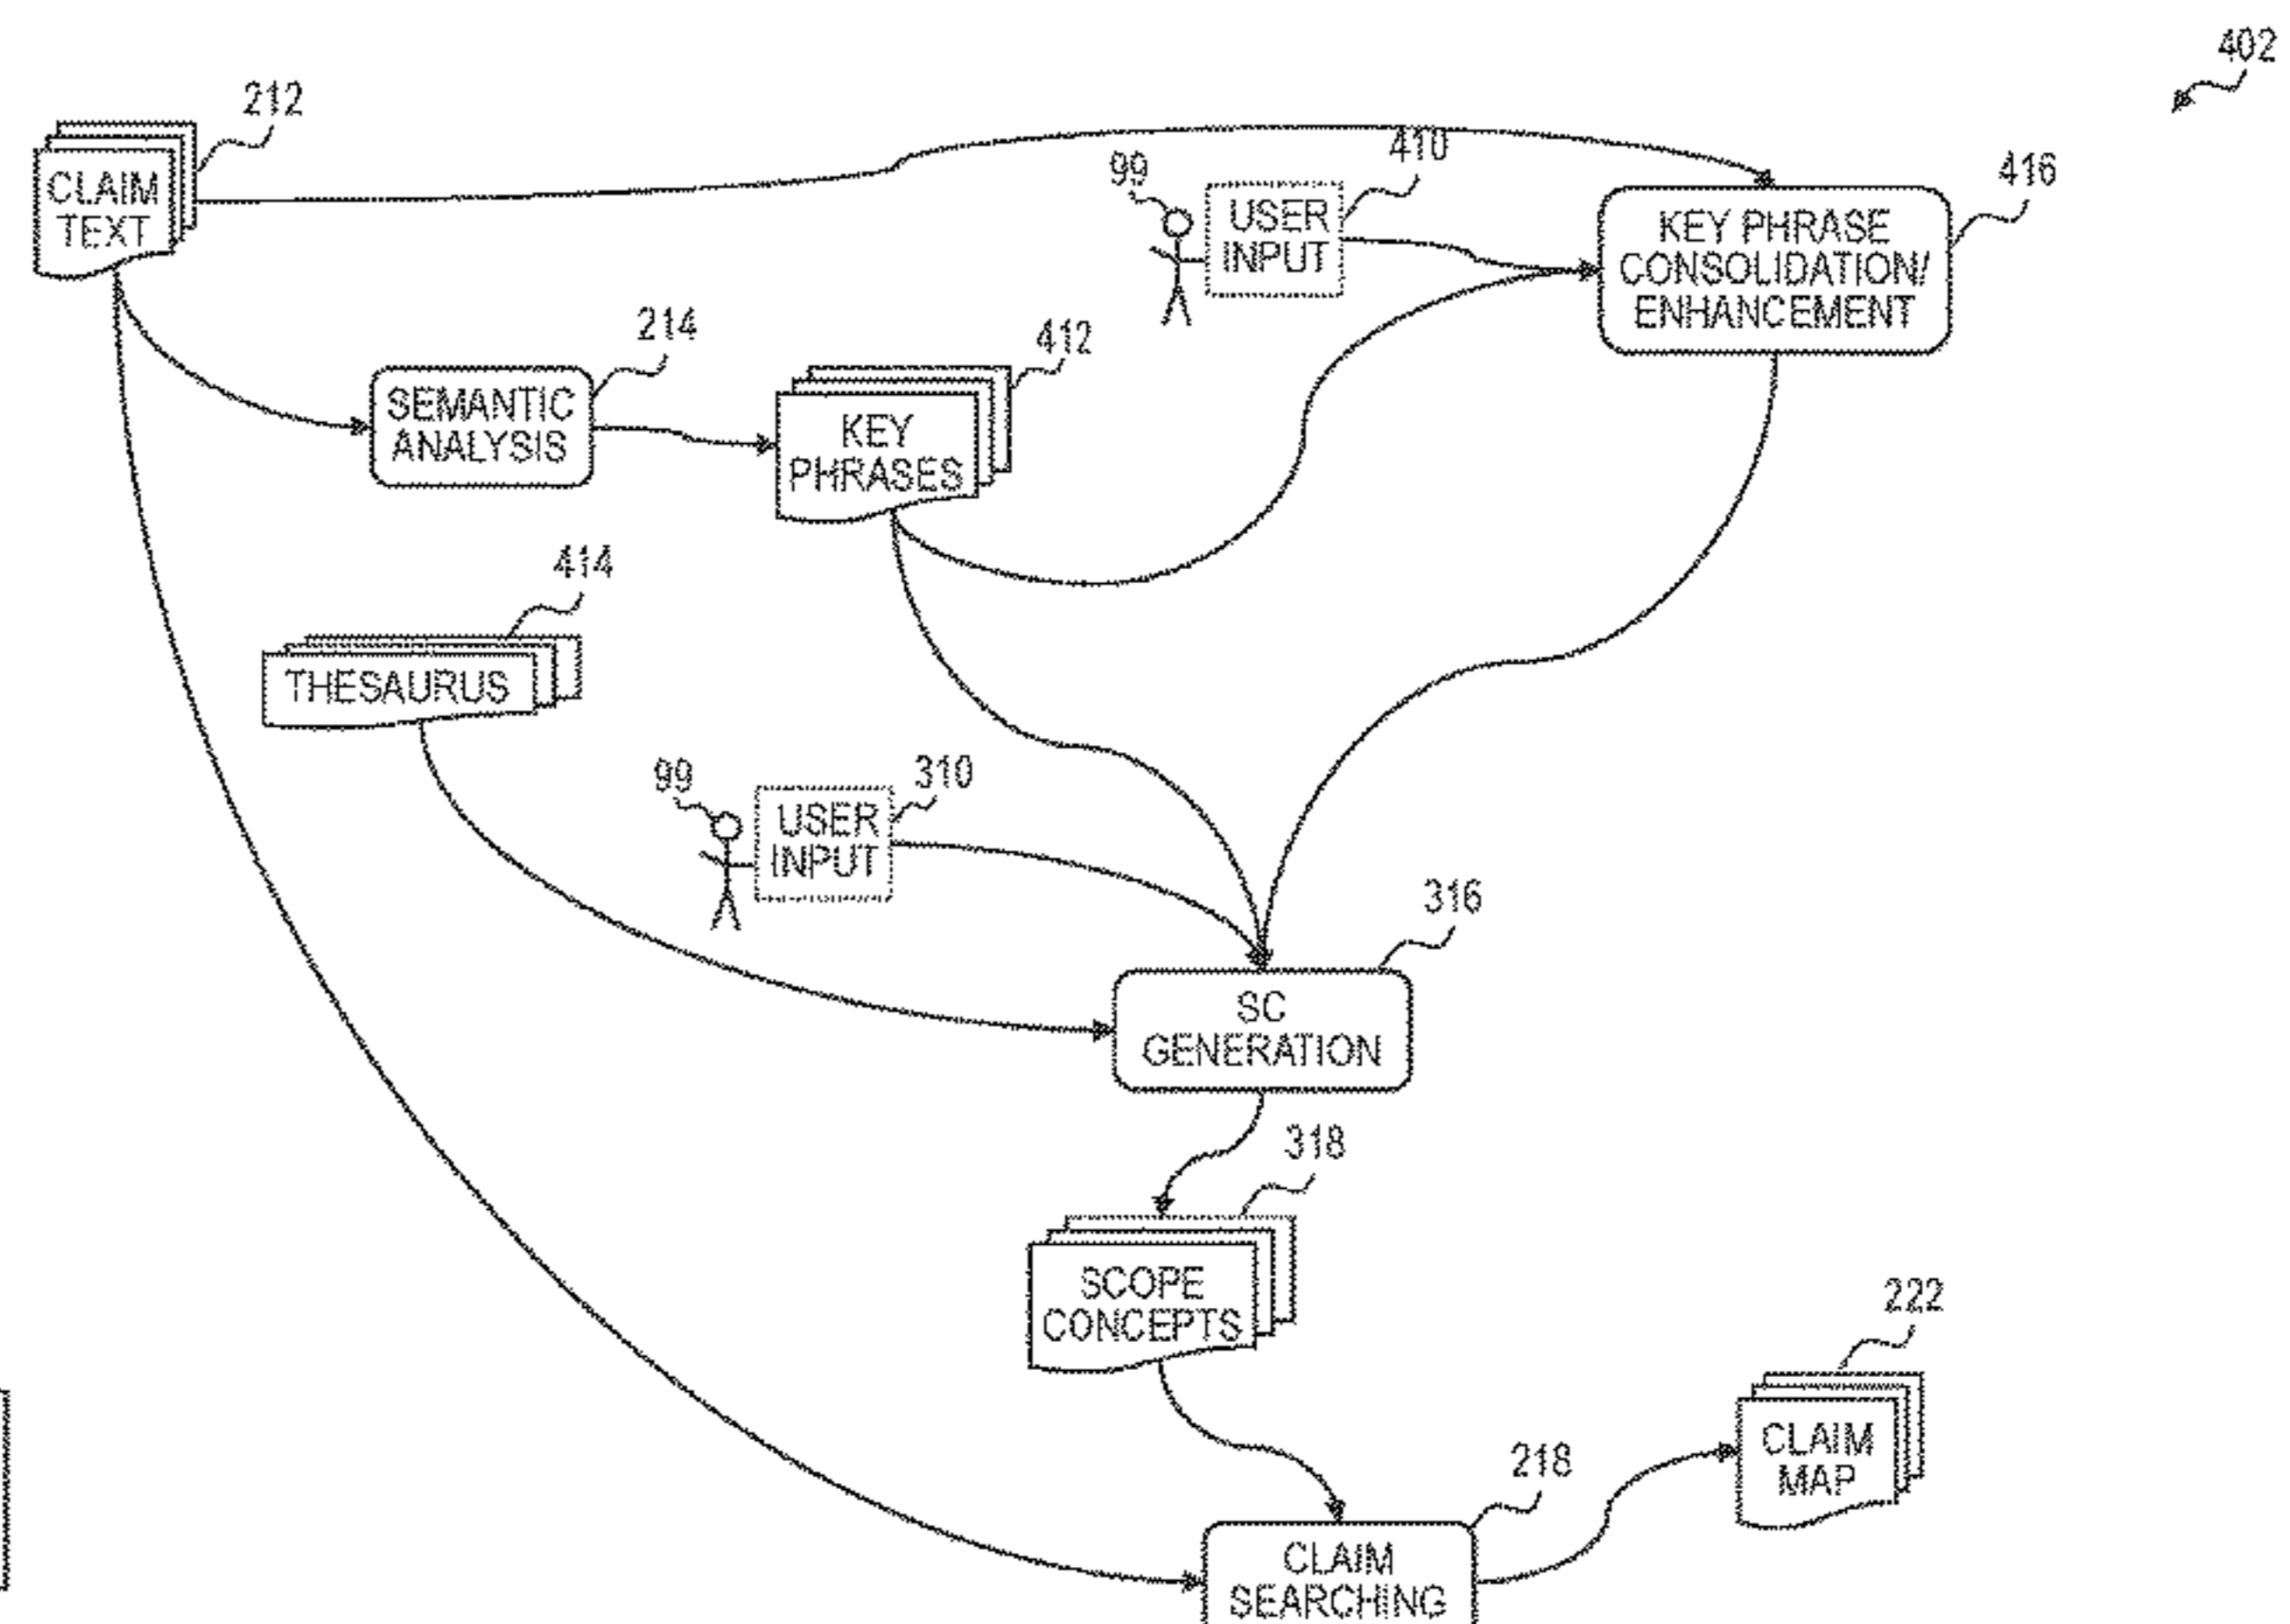 402
212
CLAIM
TEXT
99
410
USER
INPUT
416
KEY PHRASE
CONSOLIDATION/
ENHANCEMENT
214
SEMANTIC
ANALYSIS
412
KEY
PHRASES
414
THESAURUS
99
310
USER
INPUT
316
SC
GENERATION
318
SCOPE
CONCEPTS
222
CLAIM
MAP
218
CLAIM
SEARCHING